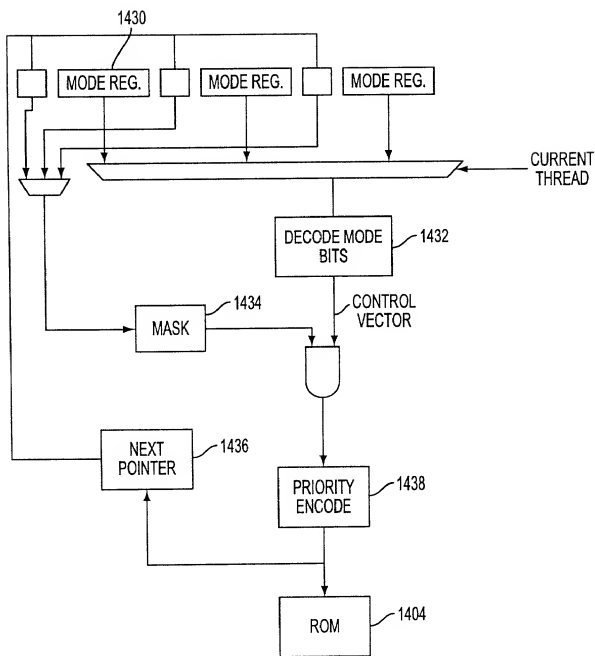 1430
MODE REG.
MODE REG.
MODE REG.
CURRENT
THREAD
DECODE MODE
BITS
1432
CONTROL
VECTOR
1434
MASK
NEXT
POINTER
1436
PRIORITY
ENCODE
1438
ROM
1404